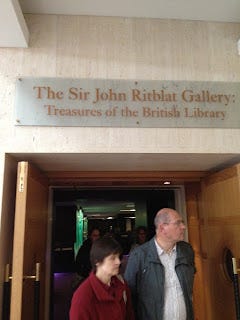 The Sir John Ritblat Gallery:
Treasures of the British Library